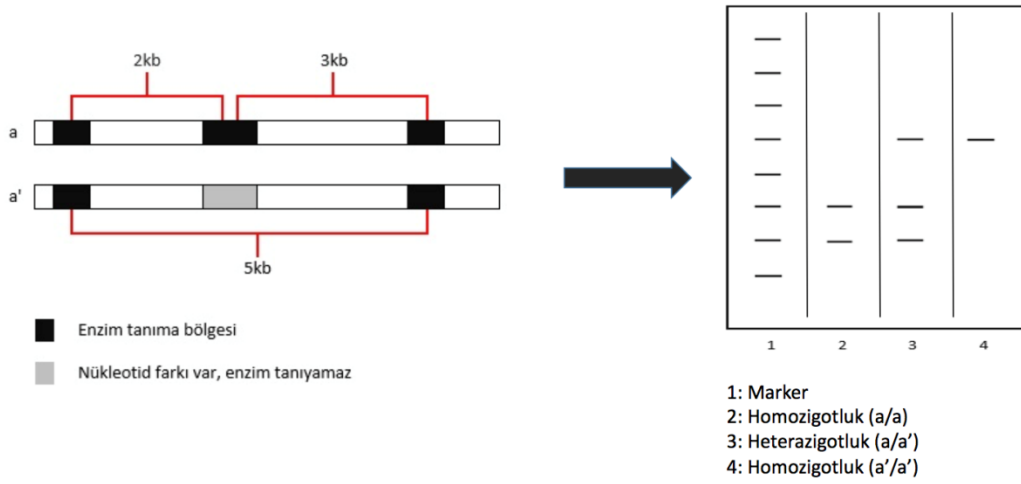 2kb
3kb
a
a'
5kb
Enzim tanıma bölgesi
Nükleotid farkı var, enzim tanıyamaz
1 2 3 4
1: Marker
2: Homozigotluk (a/a)
3: Heterazigotluk (a/a’)
4: Homozigotluk (a’/a’)